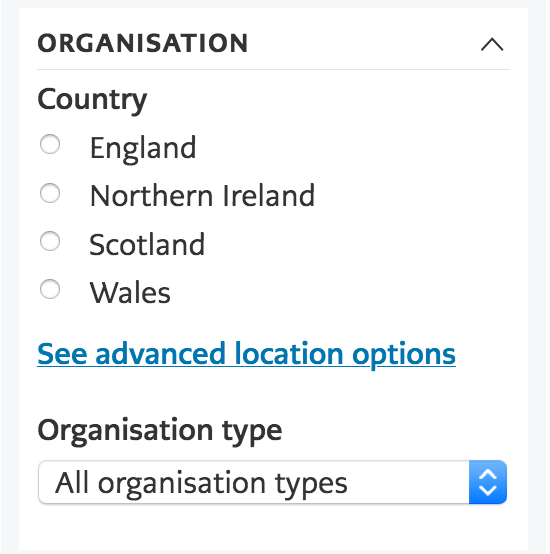 ORGANISATION
Country
England
Northern Ireland
Scotland
Wales
See advanced location options
Organisation type
All organisation types